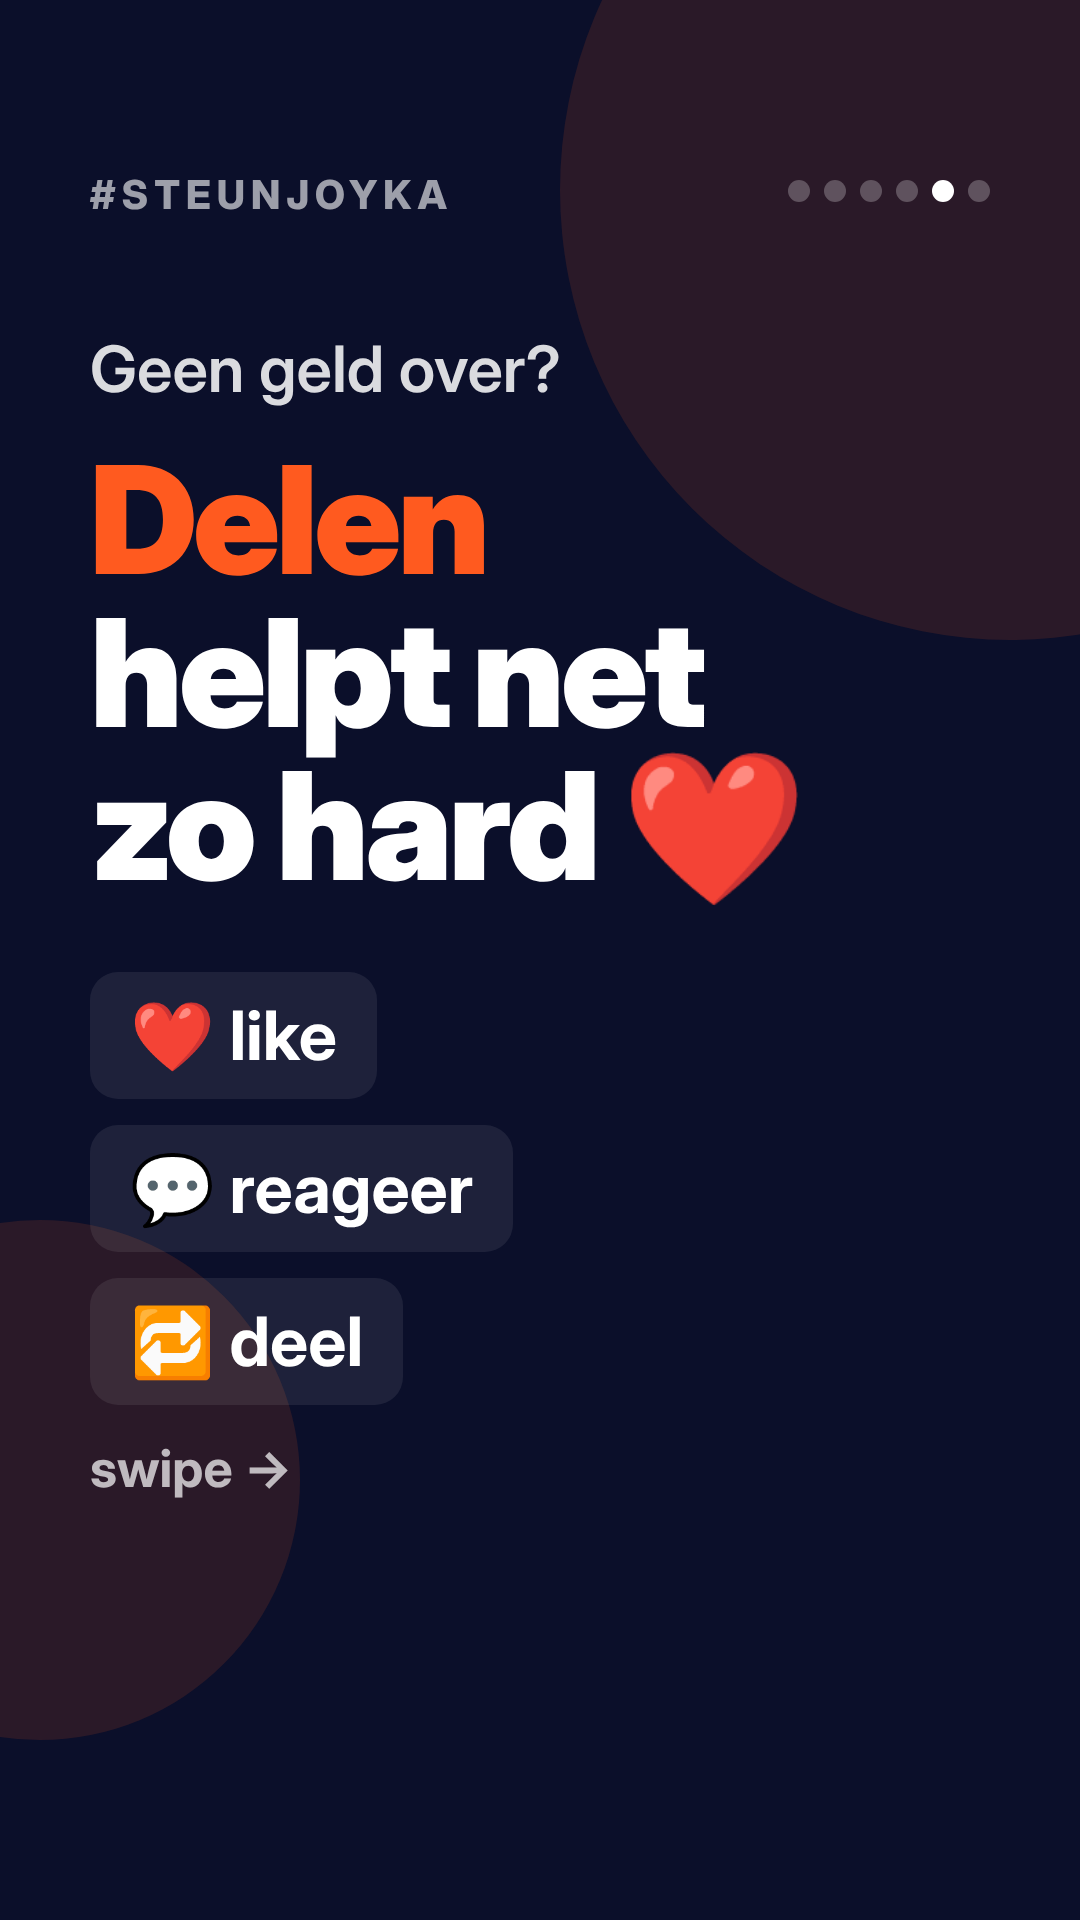 #STEUNJOYKA
Geen geld over?
Delen
helpt net
zo hard ❤️
❤️ like
💬 reageer
🔁 deel
swipe →